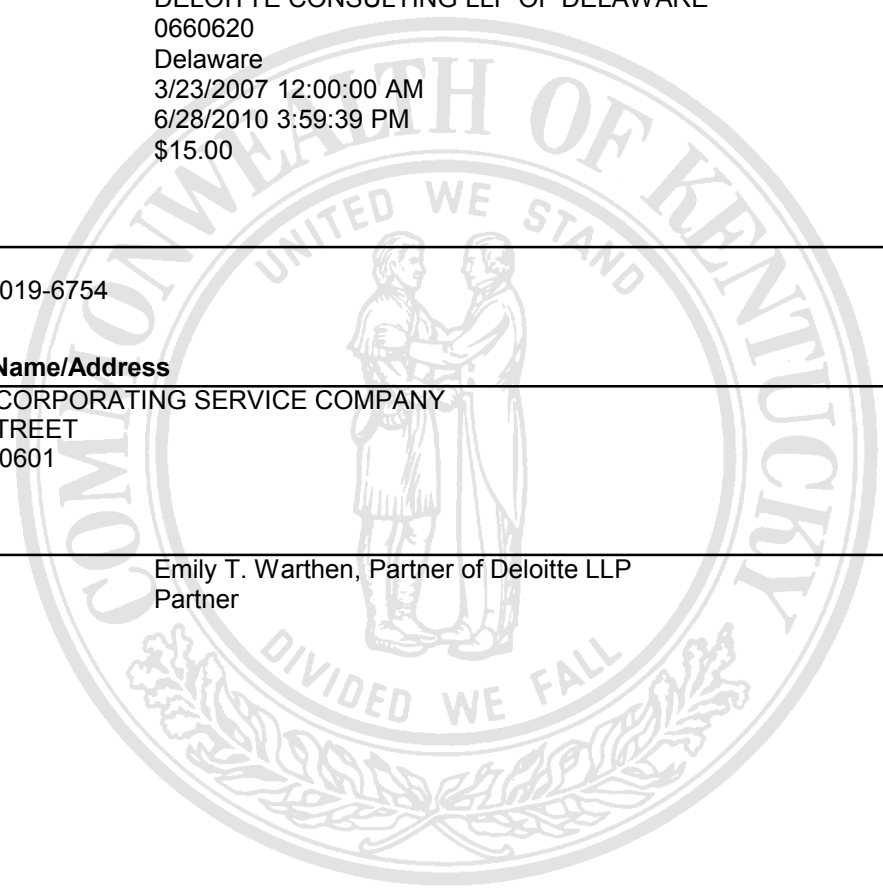 DELOITTE CONSULTING LLP OF DELAWARE
0660620
Delaware
3/23/2007 12:00:00 AM
6/28/2010 3:59:39 PM
$15.00
019-6754
Name/Address
CORPORATING SERVICE COMPANY
TREET
0601
Emily T. Warthen, Partner of Deloitte LLP
Partner
COMMONWEALTH OF KENTUCKY
UNITED WE STAND
DIVIDED WE FALL